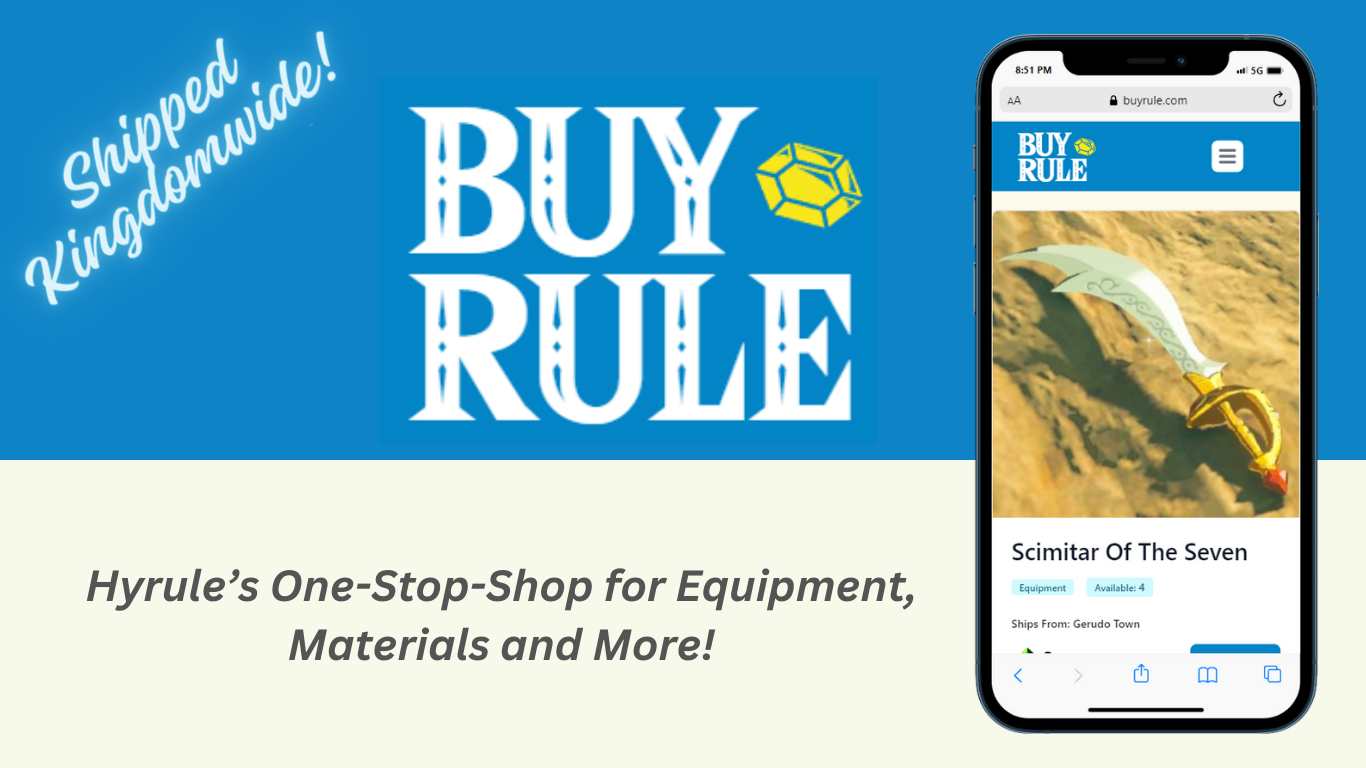 Shipped
Kingdomwide!
BUY
RULE
Hyrule's One-Stop-Shop for Equipment,
Materials and More!
8:51 PM
5G
AA
buyrule.com
BUY
RULE
Scimitar Of The Seven
Equipment
Available: 4
Ships From: Gerudo Town